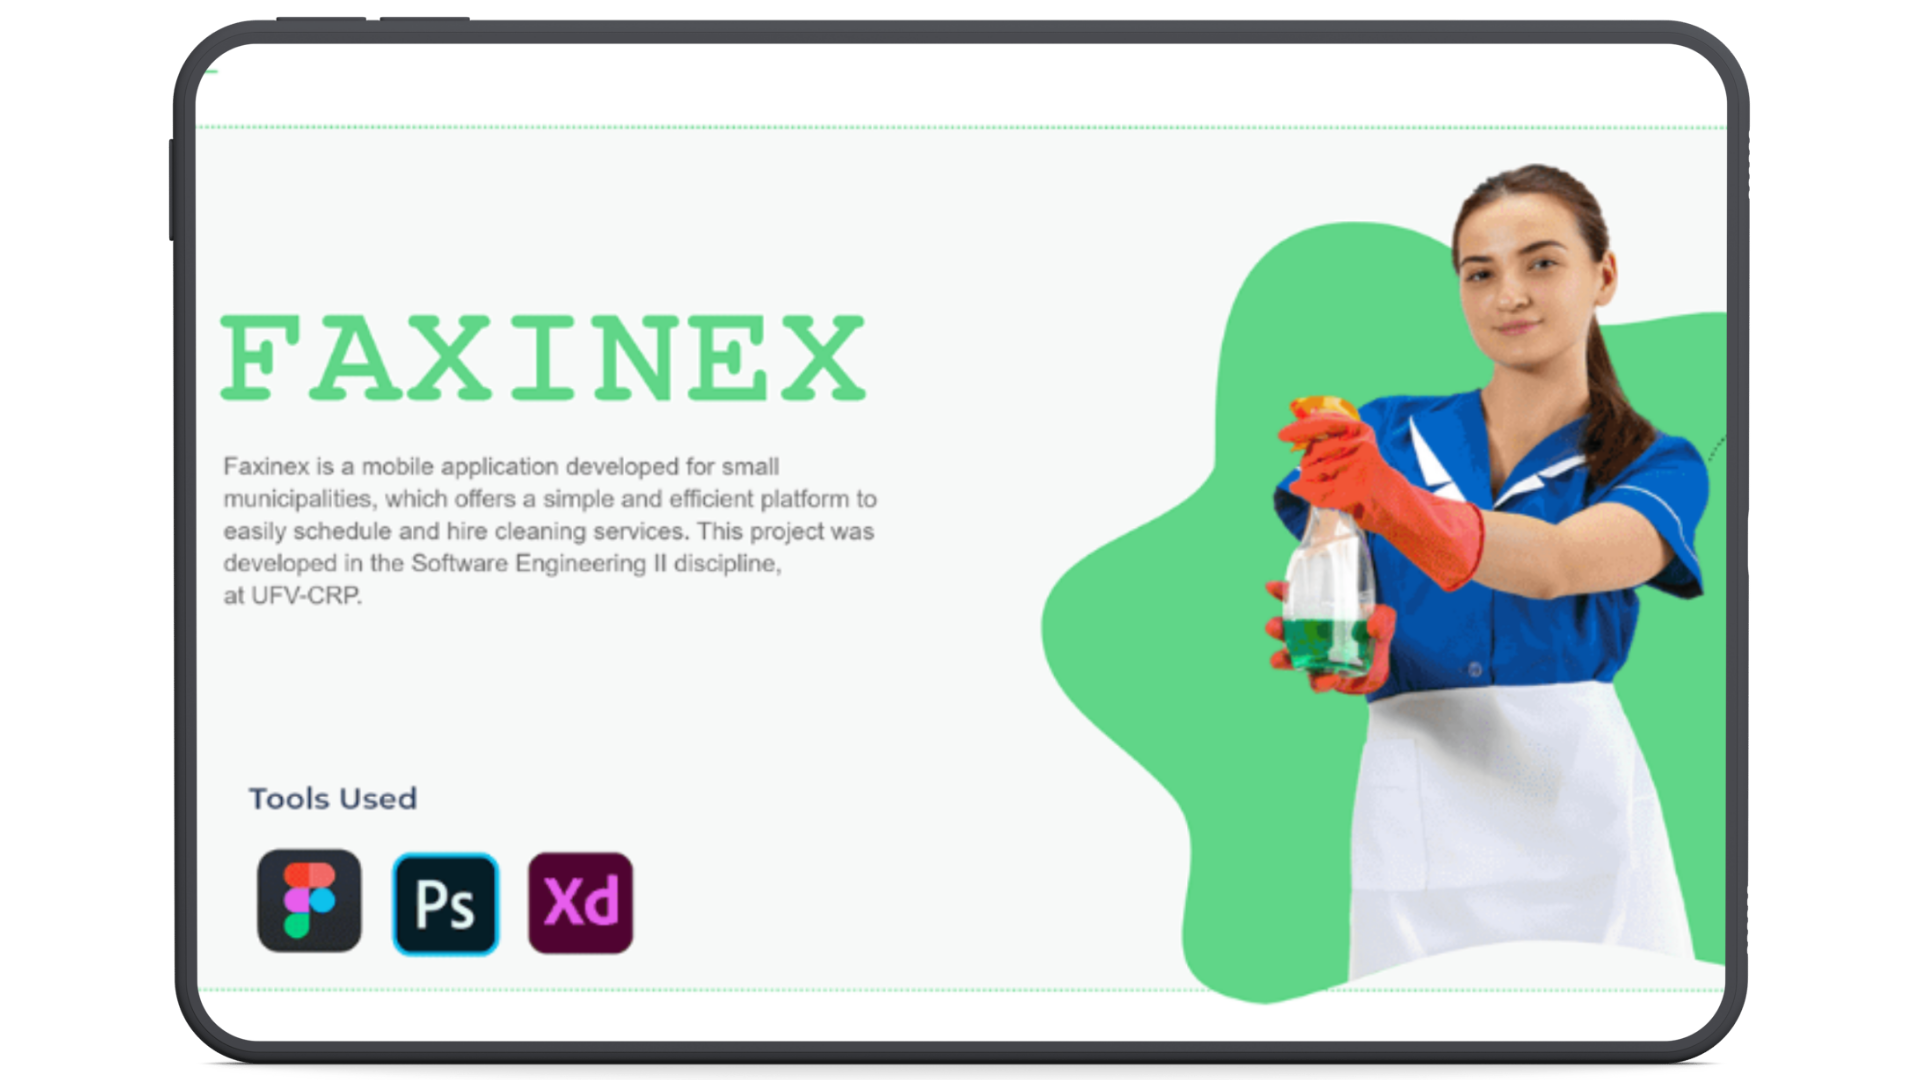 FAXINEX
Faxinex is a mobile application developed for small
municipalities, which offers a simple and efficient platform to
easily schedule and hire cleaning services. This project was
developed in the Software Engineering II discipline,
at UFV-CRP.
Tools Used
Ps
Xd